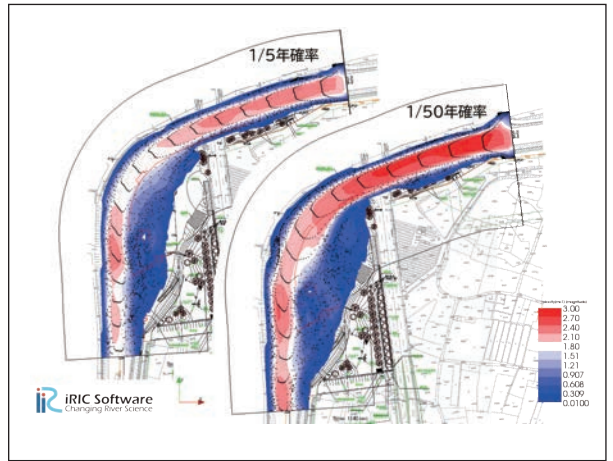 1/5年確率
1/50年確率
3.00
2.70
2.40
2.10
1.80
1.51
1.21
0.907
0.608
0.309
0.0100
iRIC Software
Changing River Science